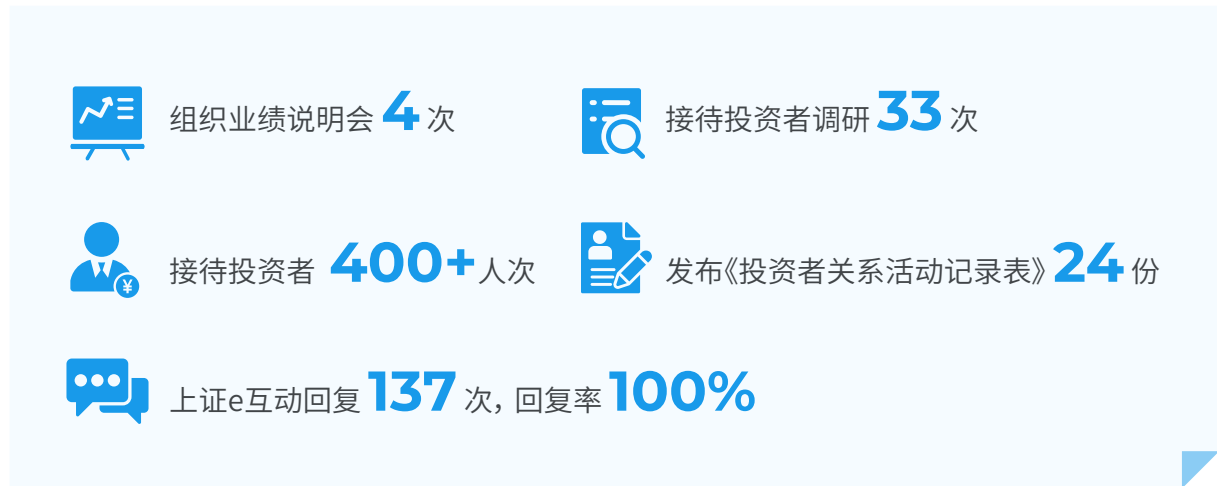 组织业绩说明会 4 次
接待投资者调研 33 次
接待投资者 400+ 人次
发布《投资者关系活动记录表》24 份
上证e互动回复 137 次，回复率 100%
¥